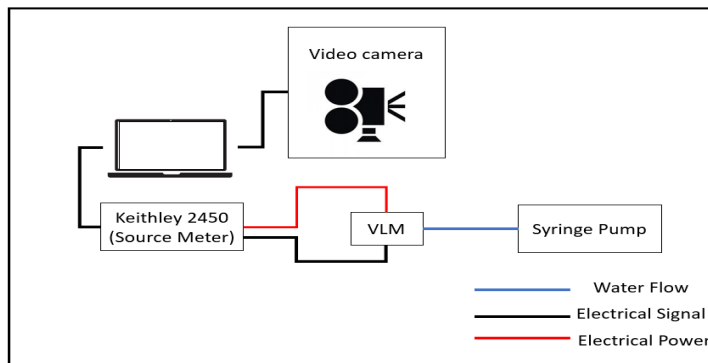 Video camera
Keithley 2450
(Source Meter)
VLM
Syringe Pump
Water Flow
Electrical Signal
Electrical Power